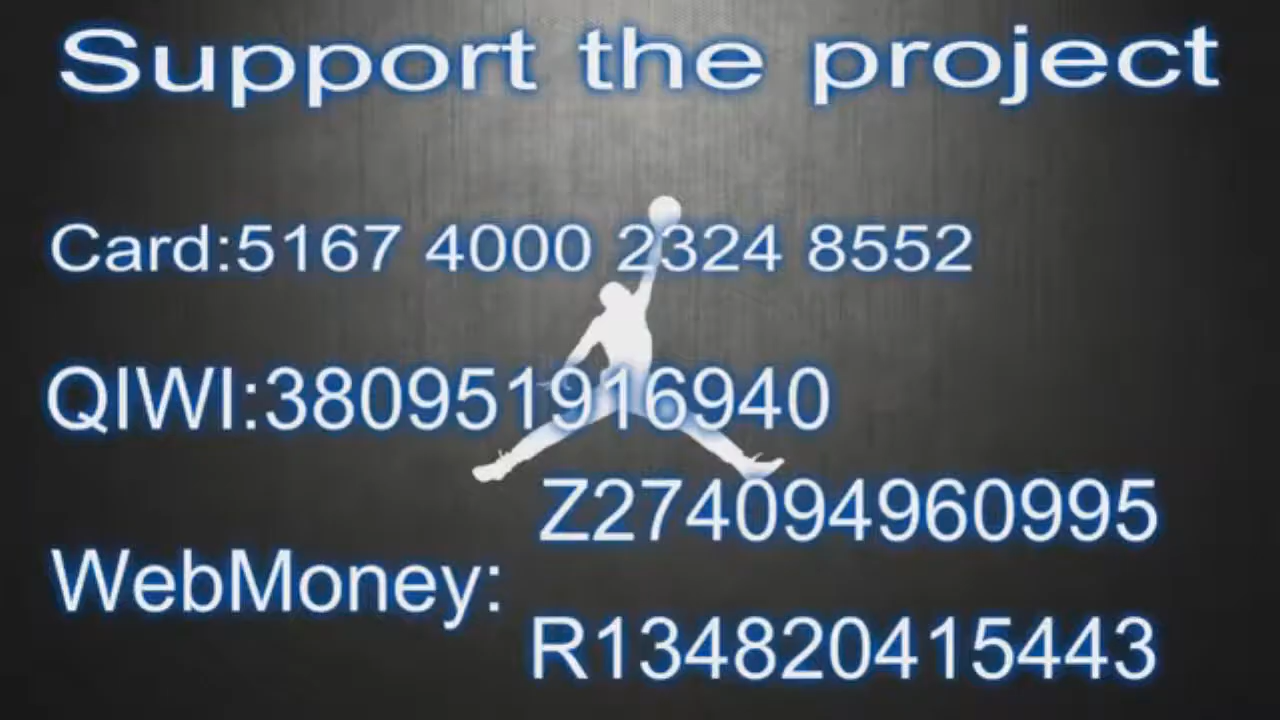 Support the project
Card:5167 4000 2324 8552
QIWI:380951916940
Z274094960995
WebMoney:
R134820415443